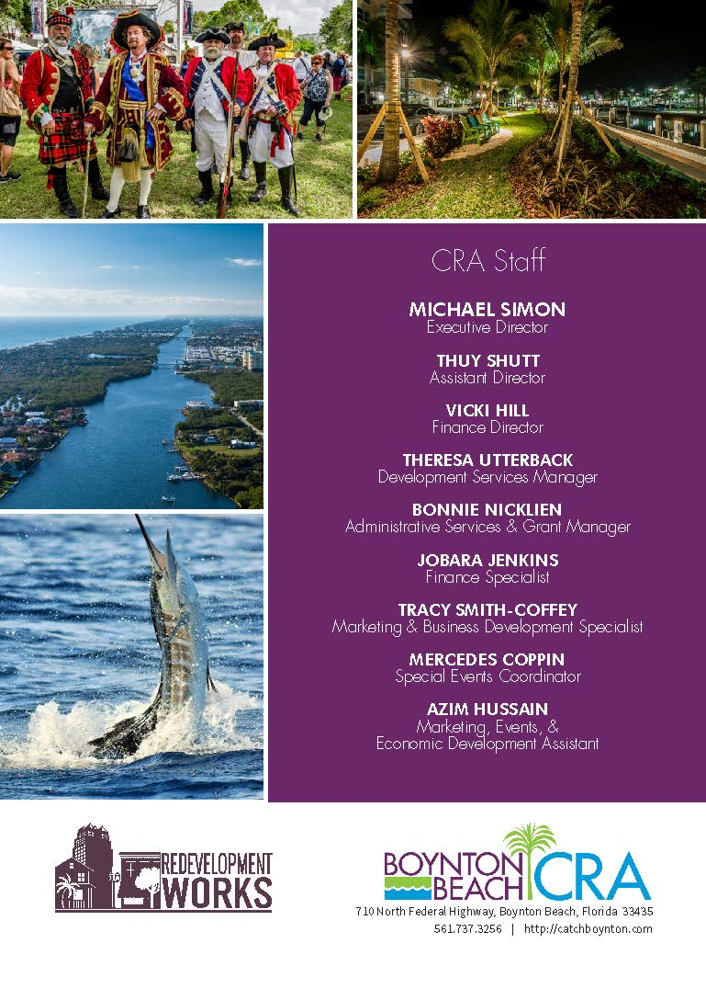 CRA Staff
MICHAEL SIMON
Executive Director
THUY SHUTT
Assistant Director
VICKI HILL
Finance Director
THERESA UTTERBACK
Development Services Manager
BONNIE NICKLIEN
Administrative Services & Grant Manager
JOBARA JENKINS
Finance Specialist
TRACY SMITH-COFFEY
Marketing & Business Development Specialist
MERCEDES COPPIN
Special Events Coordinator
AZIM HUSSAIN
Marketing, Events, &
Economic Development Assistant
REDEVELOPMENT
WORKS
BOYNTON
BEACH CRA
710 North Federal Highway, Boynton Beach, Florida 33435
561.737.3256 | http://catchboynton.com